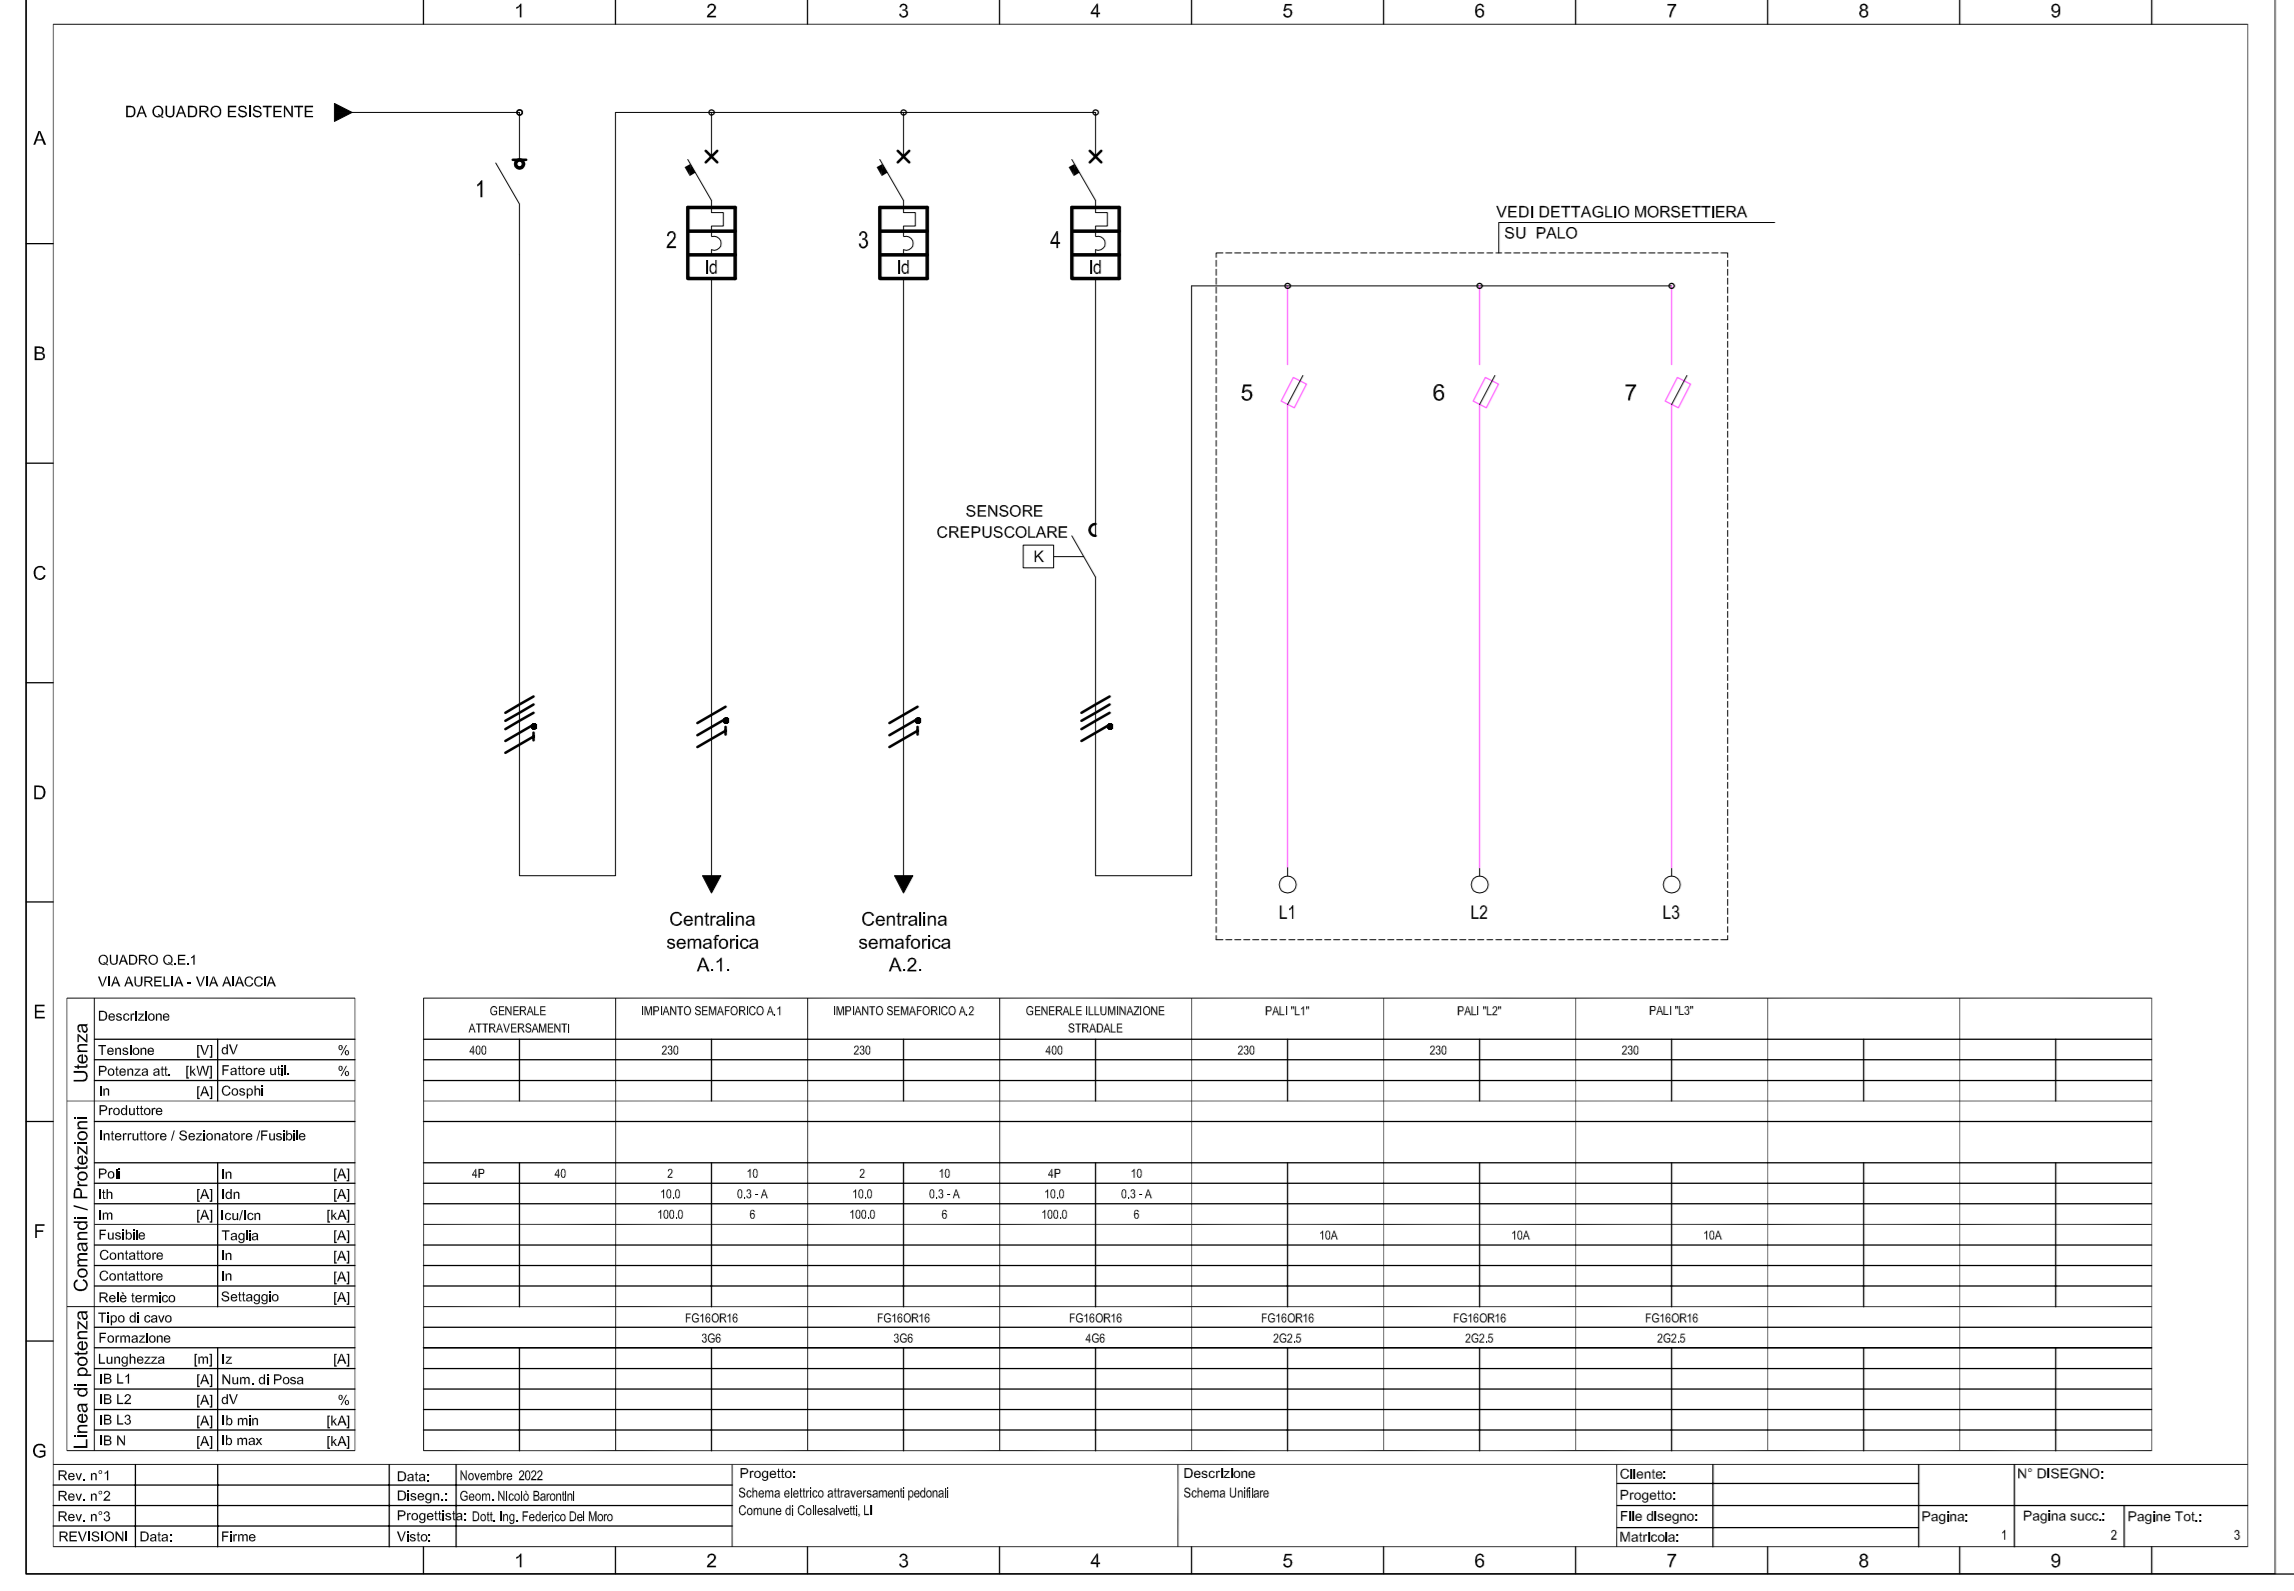 1 2 3 4 5 6 7 8 9
A
B
C
D
E
F
G
DA QUADRO ESISTENTE
1
2
Id
3
Id
4
Id
VEDI DETTAGLIO MORSETTIERA
SU PALO
5
6
7
SENSORE
CREPUSCOLARE
K
Centralina
semaforica
A.1.
Centralina
semaforica
A.2.
L1
L2
L3
QUADRO Q.E.1
VIA AURELIA - VIA AIACCIA
Utenza
Descrizione
GENERALE
ATTRAVERSAMENTI
IMPIANTO SEMAFORICO A.1
IMPIANTO SEMAFORICO A.2
GENERALE ILLUMINAZIONE
STRADALE
PALI "L1"
PALI "L2"
PALI "L3"
Tensione [V] dV % 400 230 230 400 230 230 230
Potenza att. [kW] Fattore util. %
In [A] Cosphi
Comandi / Protezioni
Produttore
Interruttore / Sezionatore /Fusibile
Poli In [A] 4P 40 2 10 2 10 4P 10
Ith [A] Idn [A] 10.0 0.3 - A 10.0 0.3 - A 10.0 0.3 - A
Im [A] Icu/Icn [kA] 100.0 6 100.0 6 100.0 6
Fusibile Taglia [A] 10A 10A 10A
Contattore In [A]
Contattore In [A]
Relè termico Settaggio [A]
Linea di potenza
Tipo di cavo FG16OR16 FG16OR16 FG16OR16 FG16OR16 FG16OR16 FG16OR16
Formazione 3G6 3G6 4G6 2G2.5 2G2.5 2G2.5
Lunghezza [m] Iz [A]
IB L1 [A] Num. di Posa
IB L2 [A] dV %
IB L3 [A] Ib min [kA]
IB N [A] Ib max [kA]
Rev. n°1
Rev. n°2
Rev. n°3
REVISIONI Data: Firme
Data: Novembre 2022
Disegn.: Geom. Nicolò Barontini
Progettista: Dott. Ing. Federico Del Moro
Visto:
Progetto:
Schema elettrico attraversamenti pedonali
Comune di Collesalvetti, LI
Descrizione
Schema Unifilare
Cliente:
Progetto:
File disegno:
Matricola:
N° DISEGNO:
Pagina: 1
Pagina succ.: 2
Pagine Tot.: 3
1 2 3 4 5 6 7 8 9